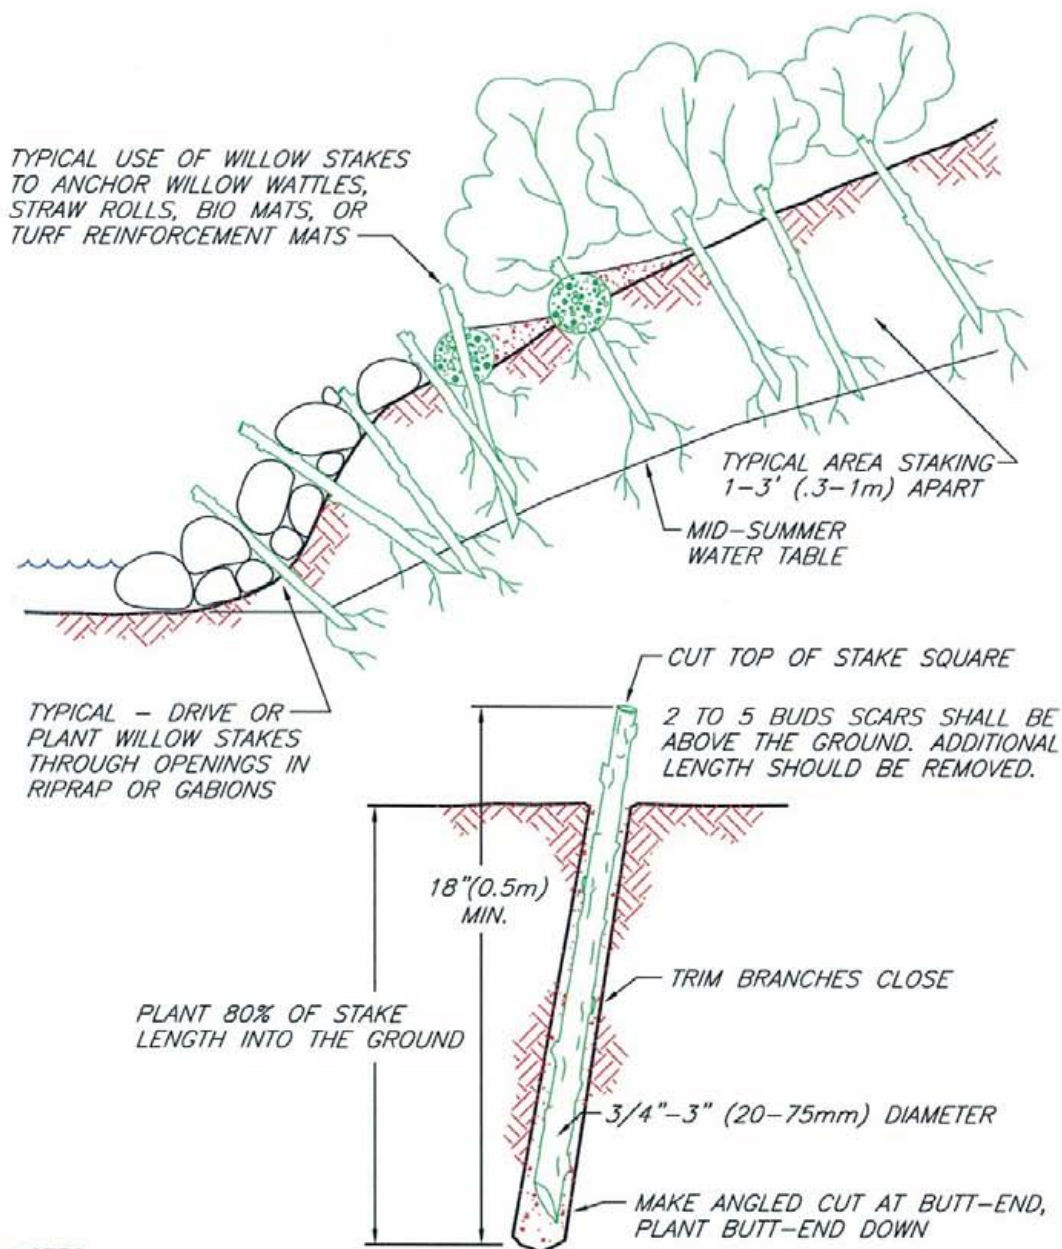 TYPICAL USE OF WILLOW STAKES
TO ANCHOR WILLOW WATTLES,
STRAW ROLLS, BIO MATS, OR
TURF REINFORCEMENT MATS
TYPICAL AREA STAKING
1-3' (.3-1m) APART
MID-SUMMER
WATER TABLE
TYPICAL - DRIVE OR
PLANT WILLOW STAKES
THROUGH OPENINGS IN
RIPRAP OR GABIONS
CUT TOP OF STAKE SQUARE
2 TO 5 BUDS SCARS SHALL BE
ABOVE THE GROUND. ADDITIONAL
LENGTH SHOULD BE REMOVED.
18"(0.5m)
MIN.
TRIM BRANCHES CLOSE
PLANT 80% OF STAKE
LENGTH INTO THE GROUND
3/4"-3" (20-75mm) DIAMETER
MAKE ANGLED CUT AT BUTT-END,
PLANT BUTT-END DOWN